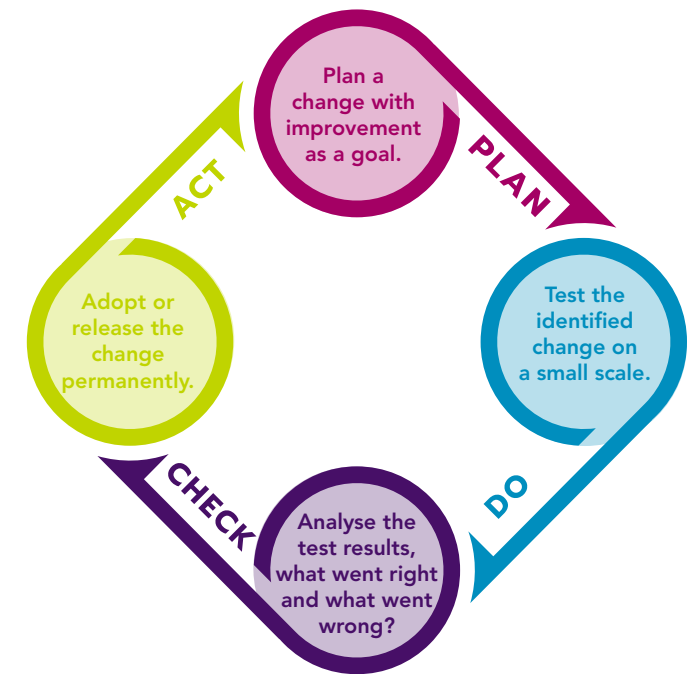 Plan a
change with
improvement
as a goal.
PLAN
Test the
identified
change on
a small scale.
DO
Analyse the
test results,
what went right
and what went
wrong?
CHECK
Adopt or
release the
change
permanently.
ACT